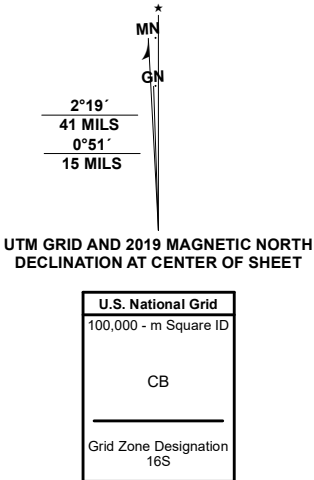 ★
MN
GN
2°19´
41 MILS
0°51´
15 MILS
UTM GRID AND 2019 MAGNETIC NORTH
DECLINATION AT CENTER OF SHEET
U.S. National Grid
100,000 - m Square ID
CB
Grid Zone Designation
16S